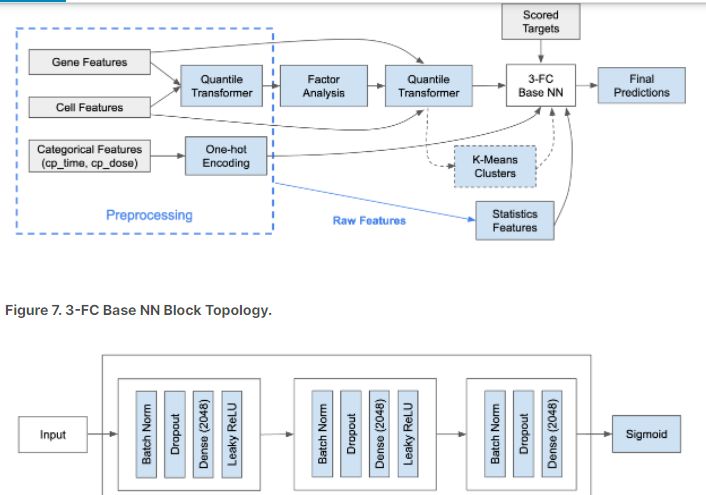 Scored
Targets
Gene Features
Cell Features
Quantile
Transformer
Factor
Analysis
Quantile
Transformer
3-FC
Base NN
Final
Predictions
Categorical Features
(cp_time, cp_dose)
One-hot
Encoding
K-Means
Clusters
Preprocessing
Raw Features
Statistics
Features
Figure 7. 3-FC Base NN Block Topology.
Input
Batch Norm
Dropout
Dense (2048)
Leaky ReLU
Batch Norm
Dropout
Dense (2048)
Leaky ReLU
Batch Norm
Dropout
Dense (2048)
Sigmoid